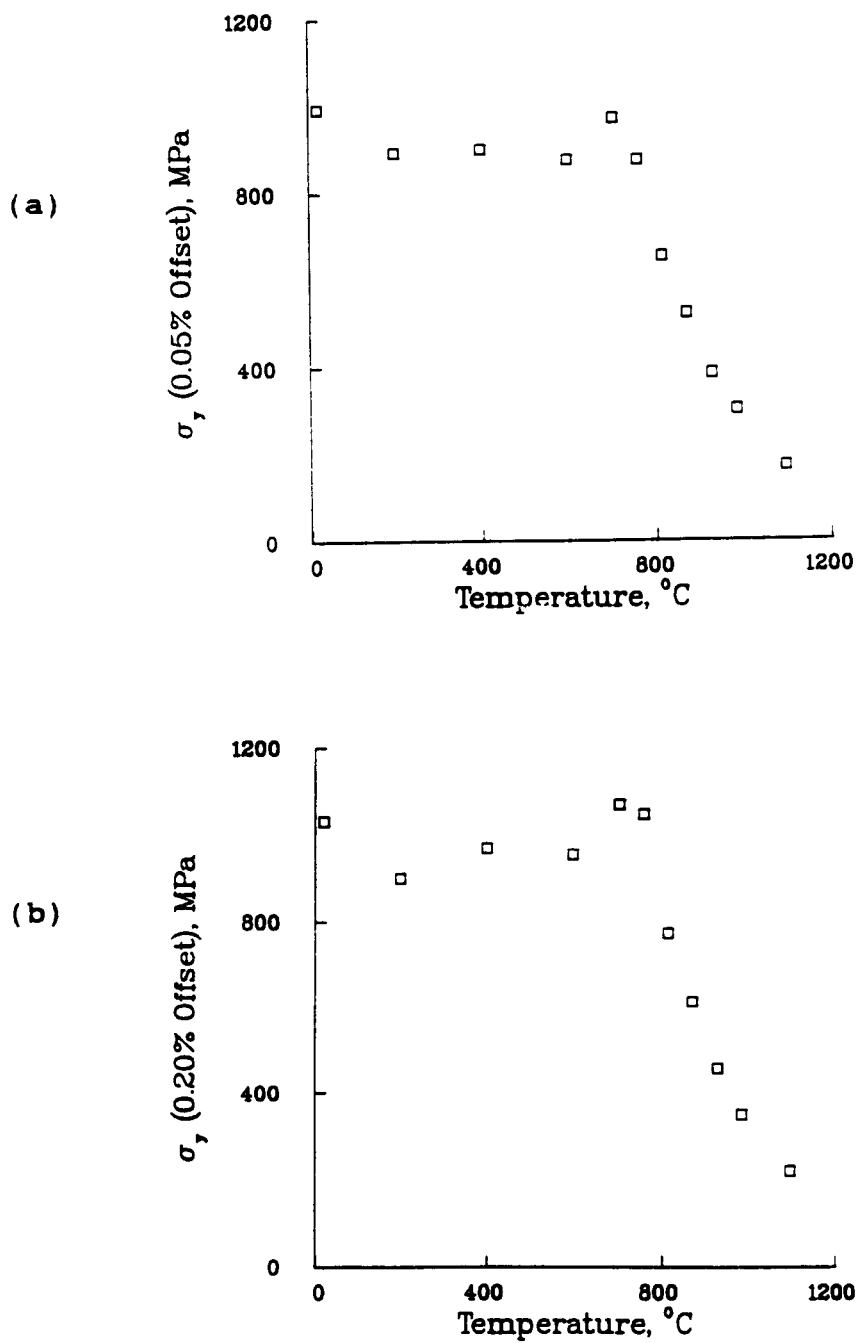 (a)
σy (0.05% Offset), MPa
1200
800
400
0
0 400 800 1200
Temperature, °C
(b)
σy (0.20% Offset), MPa
1200
800
400
0
0 400 800 1200
Temperature, °C